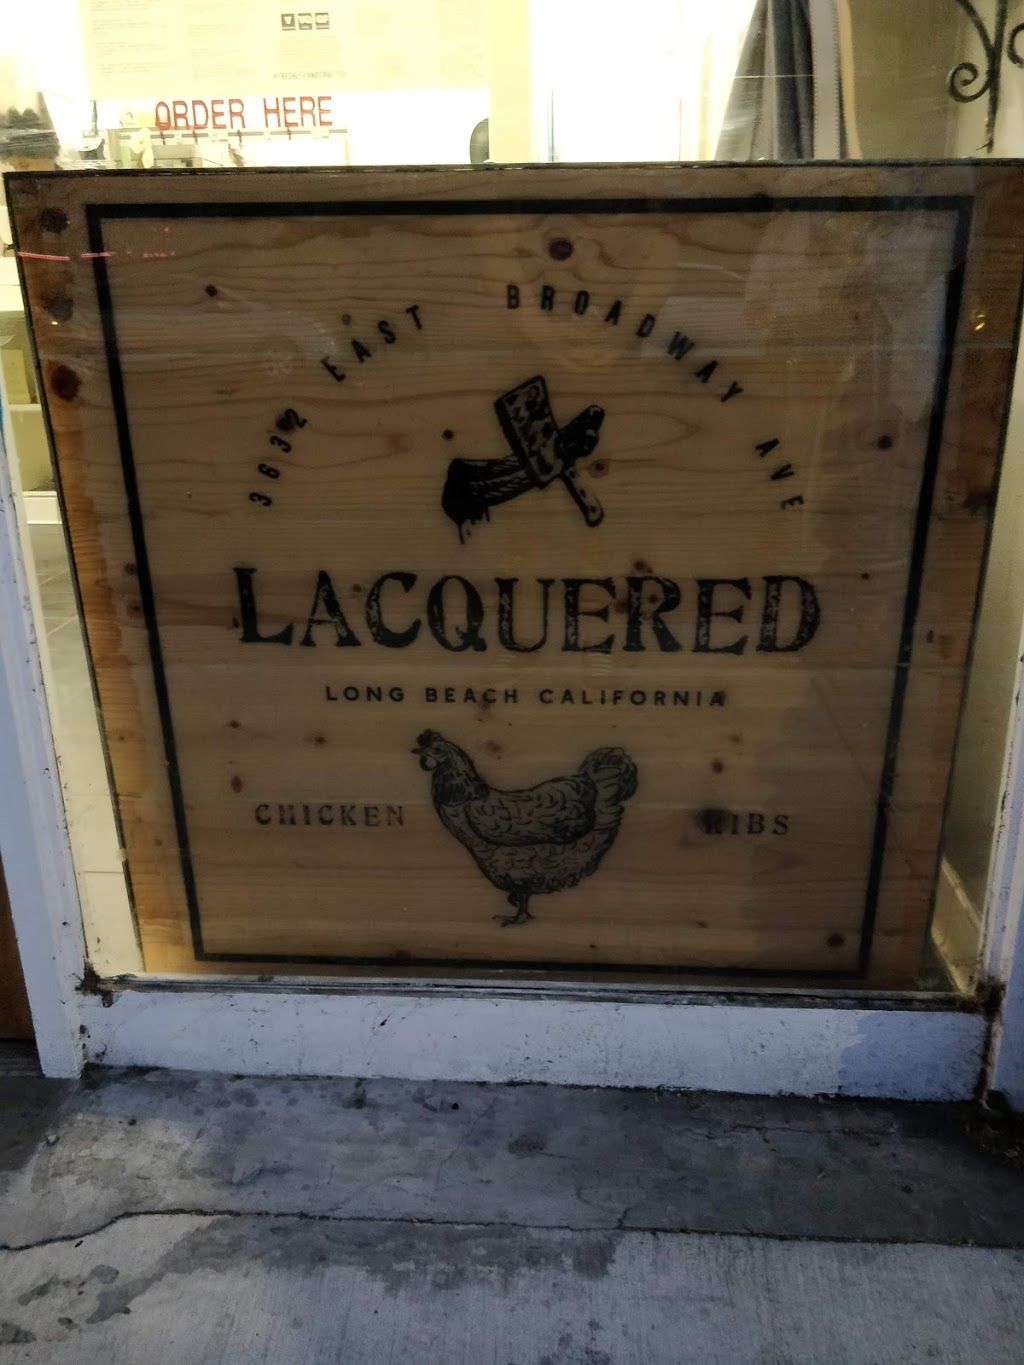 ORDER HERE
3632 EAST BROADWAY AVE
LACQUERED
LONG BEACH CALIFORNIA
CHICKEN RIBS